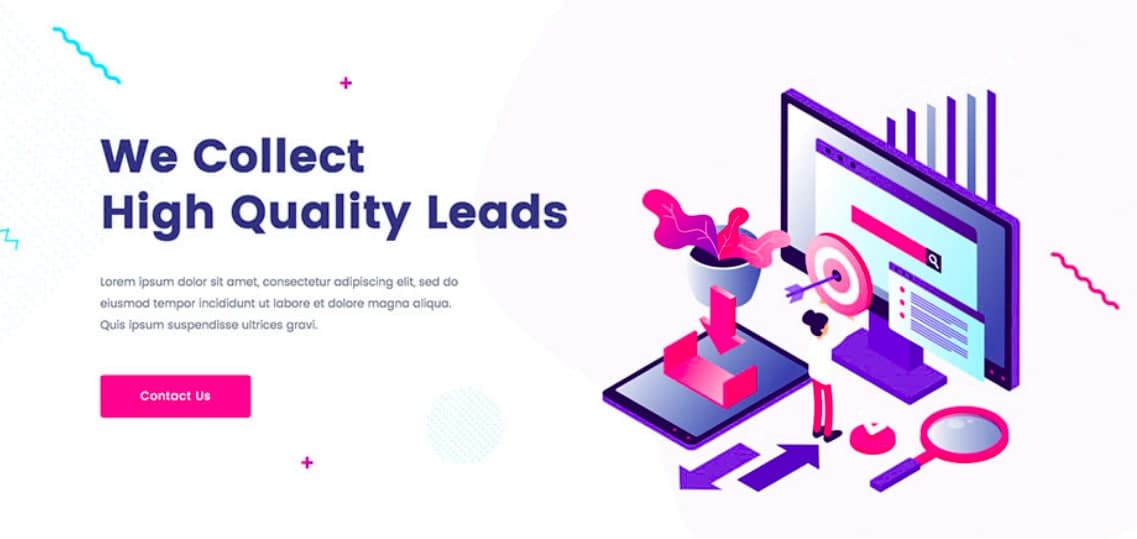 We Collect
High Quality Leads
Lorem ipsum dolor sit amet, consectetur adipiscing elit, sed do
eiusmod tempor incididunt ut labore et dolore magna aliqua.
Quis ipsum suspendisse ultrices gravi.
Contact Us